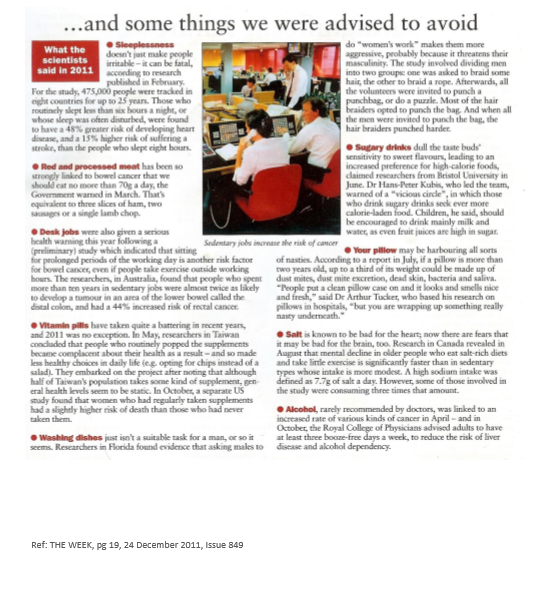 ...and some things we were advised to avoid
What the
scientists
said in 2011
● Sleeplessness
doesn't just make people
irritable – it can be fatal,
according to research
published in February.
For the study, 475,000 people were tracked in
eight countries for up to 25 years. Those who
routinely slept less than six hours a night, or
whose sleep was often disturbed, were found
to have a 48% greater risk of developing heart
disease, and a 15% higher risk of suffering a
stroke, than the people who slept eight hours.
● Red and processed meat has been so
strongly linked to bowel cancer that we
should eat no more than 70g a day, the
Government warned in March. That's
equivalent to three slices of ham, two
sausages or a single lamb chop.
● Desk jobs were also given a serious
health warning this year following a
(preliminary) study which indicated that sitting
for prolonged periods of the working day is another risk factor
for bowel cancer, even if people take exercise outside working
hours. The researchers, in Australia, found that people who spent
more than ten years in sedentary jobs were almost twice as likely
to develop a tumour in an area of the lower bowel called the
distal colon, and had a 44% increased risk of rectal cancer.
● Vitamin pills have taken quite a battering in recent years,
and 2011 was no exception. In May, researchers in Taiwan
concluded that people who routinely popped the supplements
became complacent about their health as a result – and so made
less healthy choices in daily life (e.g. opting for chips instead of a
salad). They embarked on the project after noting that although
half of Taiwan's population takes some kind of supplement, gen-
eral health levels seem to be static. In October, a separate US
study found that women who had regularly taken supplements
had a slightly higher risk of death than those who had never
taken them.
● Washing dishes just isn't a suitable task for a man, or so it
seems. Researchers in Florida found evidence that asking males to
Sedentary jobs increase the risk of cancer
do "women's work" makes them more
aggressive, probably because it threatens their
masculinity. The study involved dividing men
into two groups: one was asked to braid some
hair, the other to braid a rope. Afterwards, all
the volunteers were invited to punch a
punchbag, or do a puzzle. Most of the hair
braiders opted to punch the bag. And when all
the men were invited to punch the bag, the
hair braiders punched harder.
● Sugary drinks dull the taste buds'
sensitivity to sweet flavours, leading to an
increased preference for high-calorie foods,
claimed researchers from Bristol University in
June. Dr Hans-Peter Kubis, who led the team,
warned of a "vicious circle", in which those
who drink sugary drinks seek ever more
calorie-laden food. Children, he said, should
be encouraged to drink mainly milk and
water, as even fruit juices are high in sugar.
● Your pillow may be harbouring all sorts
of nasties. According to a report in July, if a pillow is more than
two years old, up to a third of its weight could be made up of
dust mites, dust mite excretion, dead skin, bacteria and saliva.
"People put a clean pillow case on and it looks and smells nice
and fresh," said Dr Arthur Tucker, who based his research on
pillows in hospitals, "but you are wrapping up something really
nasty underneath."
● Salt is known to be bad for the heart; now there are fears that
it may be bad for the brain, too. Research in Canada revealed in
August that mental decline in older people who eat salt-rich diets
and take little exercise is significantly faster than in sedentary
types whose intake is more modest. A high sodium intake was
defined as 7.7g of salt a day. However, some of those involved in
the study were consuming three times that amount.
● Alcohol, rarely recommended by doctors, was linked to an
increased rate of various kinds of cancer in April – and in
October, the Royal College of Physicians advised adults to have
at least three booze-free days a week, to reduce the risk of liver
disease and alcohol dependency.
Ref: THE WEEK, pg 19, 24 December 2011, Issue 849